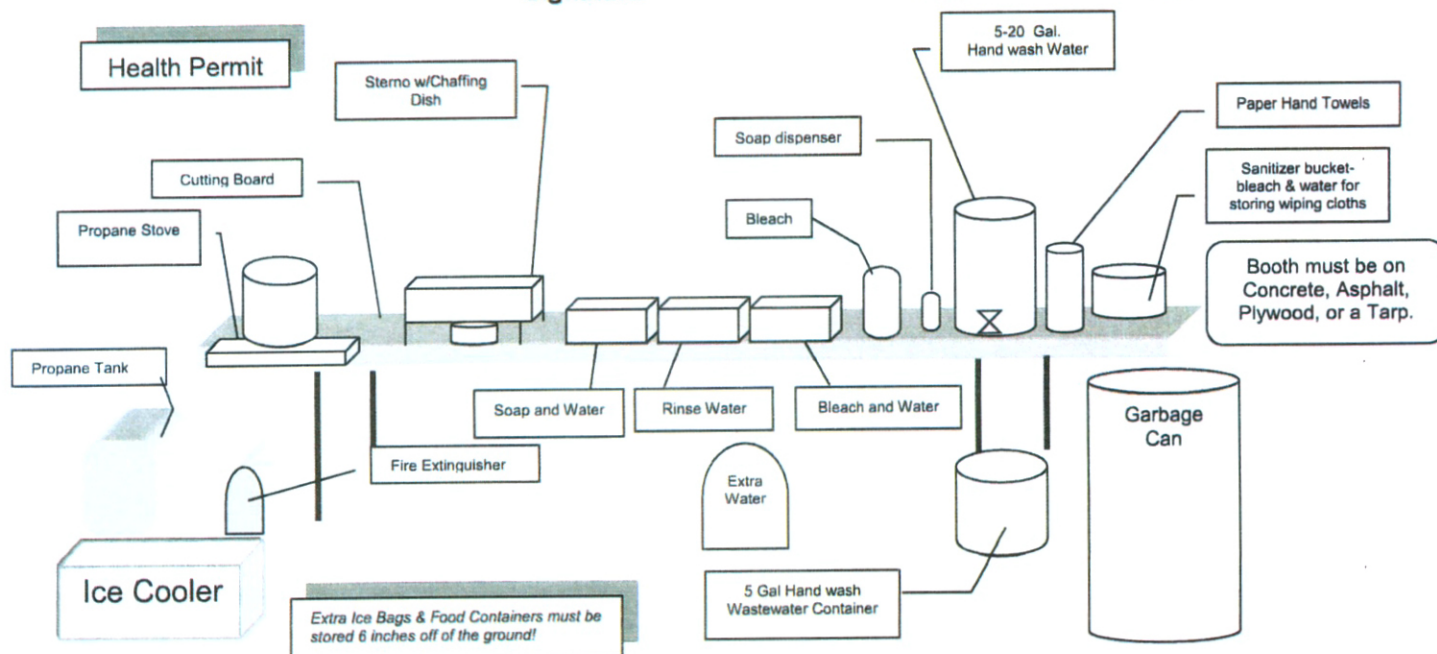 5-20 Gal.
Hand wash Water
Health Permit
Sterno w/Chaffing
Dish
Paper Hand Towels
Soap dispenser
Cutting Board
Sanitizer bucket-
bleach & water for
storing wiping cloths
Bleach
Propane Stove
Booth must be on
Concrete, Asphalt,
Plywood, or a Tarp.
Propane Tank
Soap and Water
Rinse Water
Bleach and Water
Garbage
Can
Fire Extinguisher
Extra
Water
Ice Cooler
5 Gal Hand wash
Wastewater Container
Extra Ice Bags & Food Containers must be
stored 6 inches off of the ground!